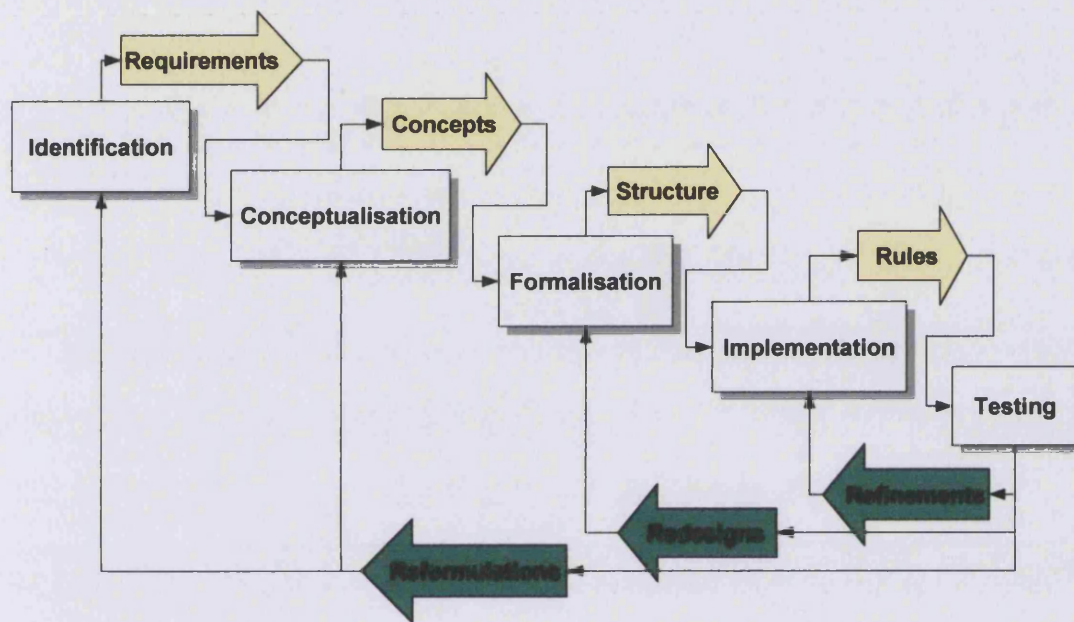 Requirements
Identification
Concepts
Conceptualisation
Structure
Formalisation
Rules
Implementation
Testing
Refinements
Redesigns
Reformulations